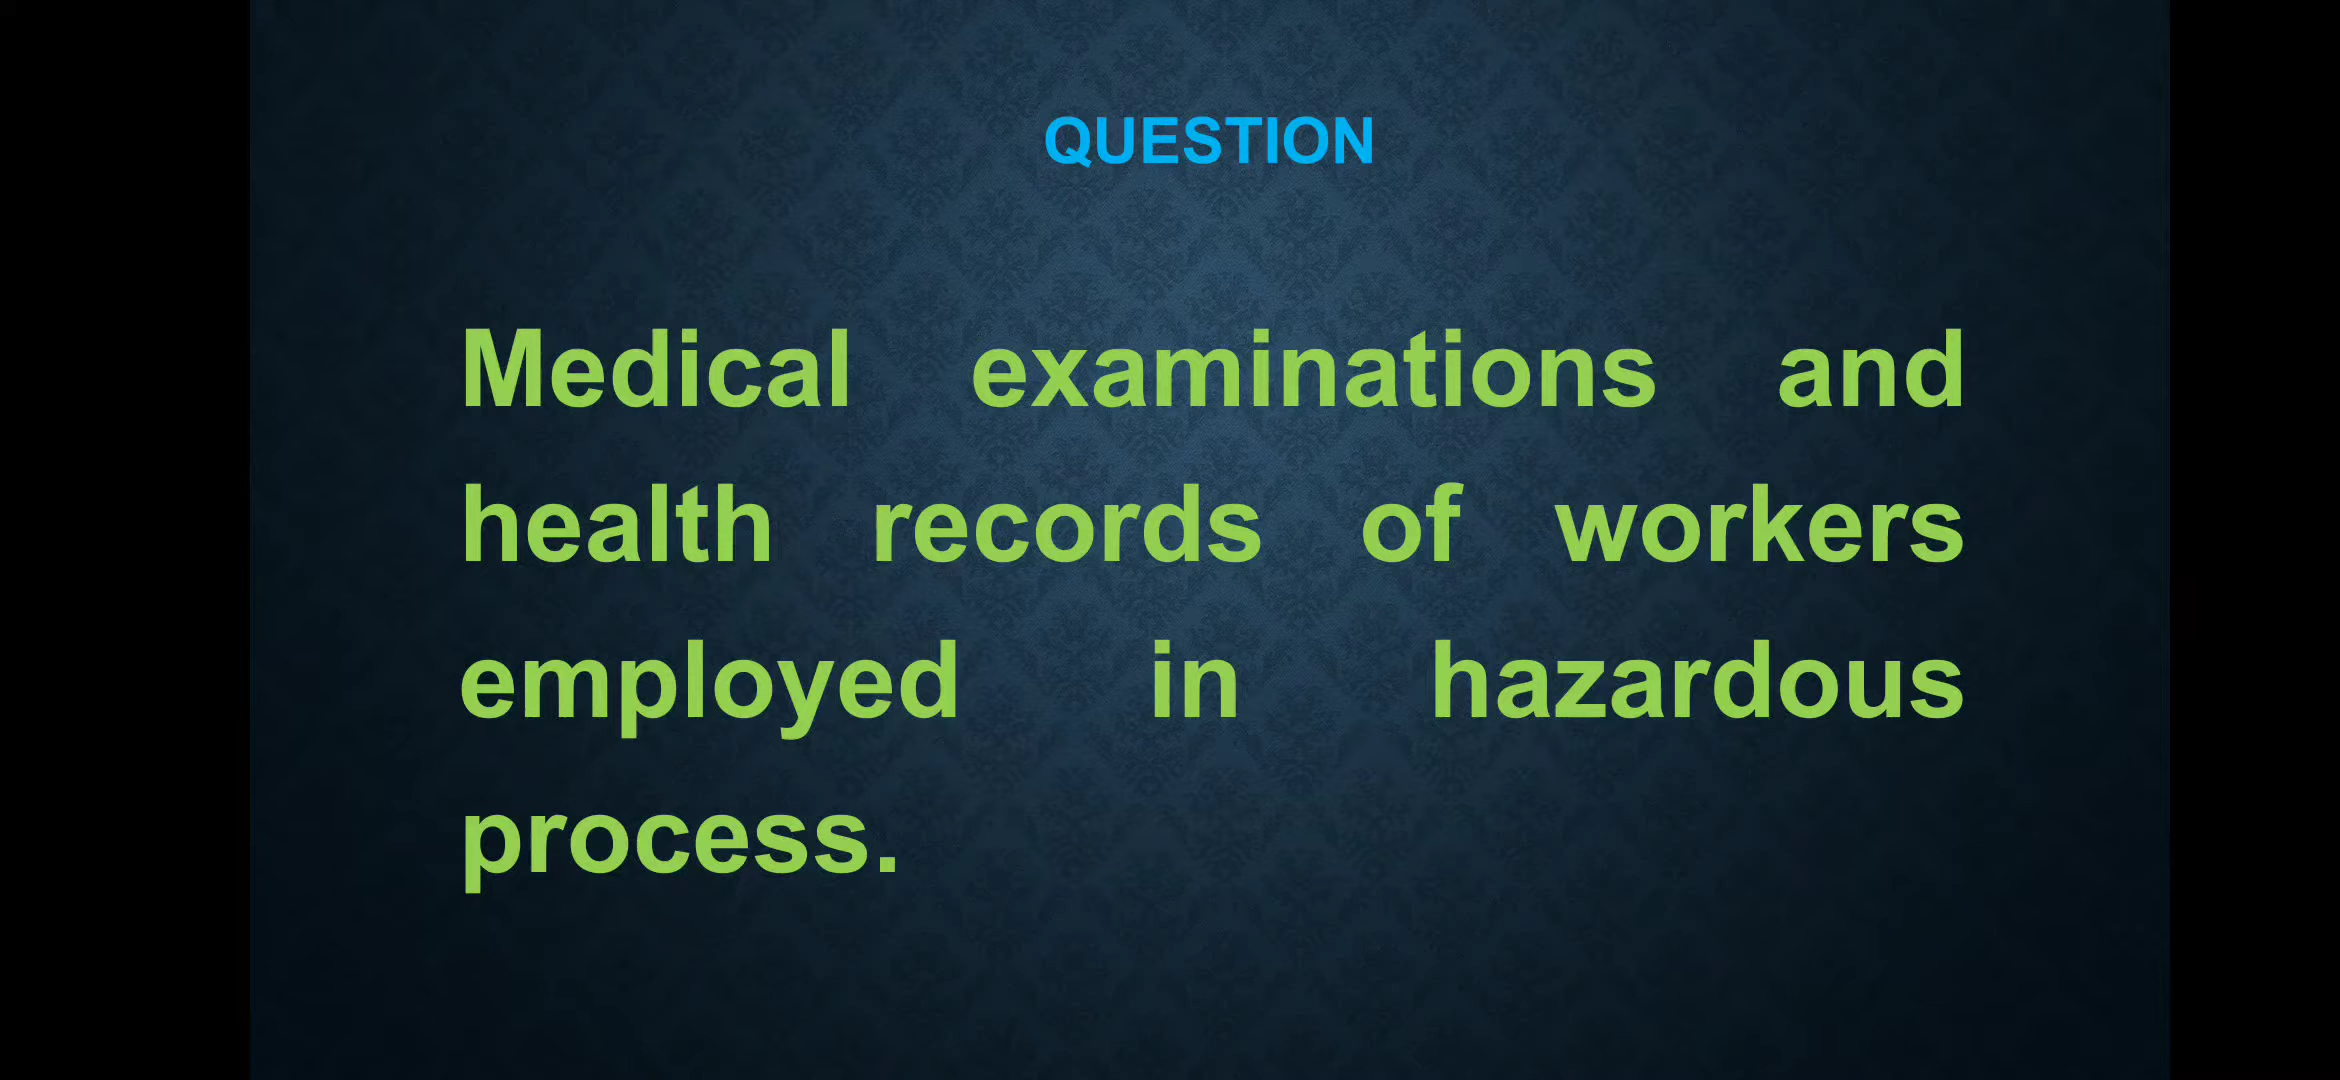 QUESTION
Medical examinations and
health records of workers
employed in hazardous
process.